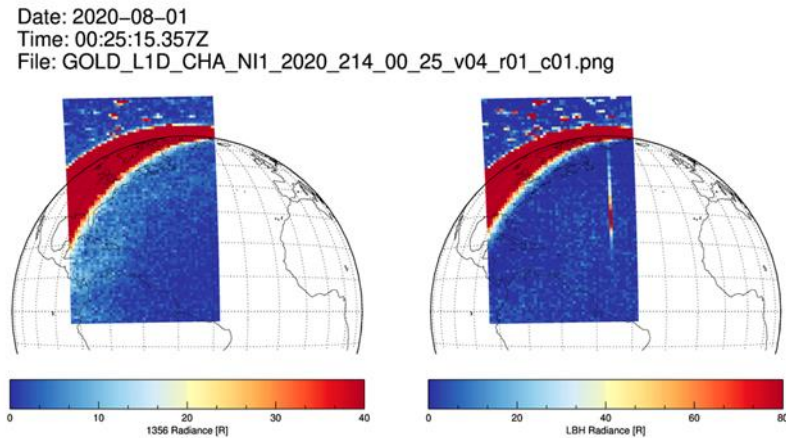 Date: 2020-08-01
Time: 00:25:15.357Z
File: GOLD_L1D_CHA_NI1_2020_214_00_25_v04_r01_c01.png
0 10 20 30 40
1356 Radiance [R]
0 20 40 60 80
LBH Radiance [R]